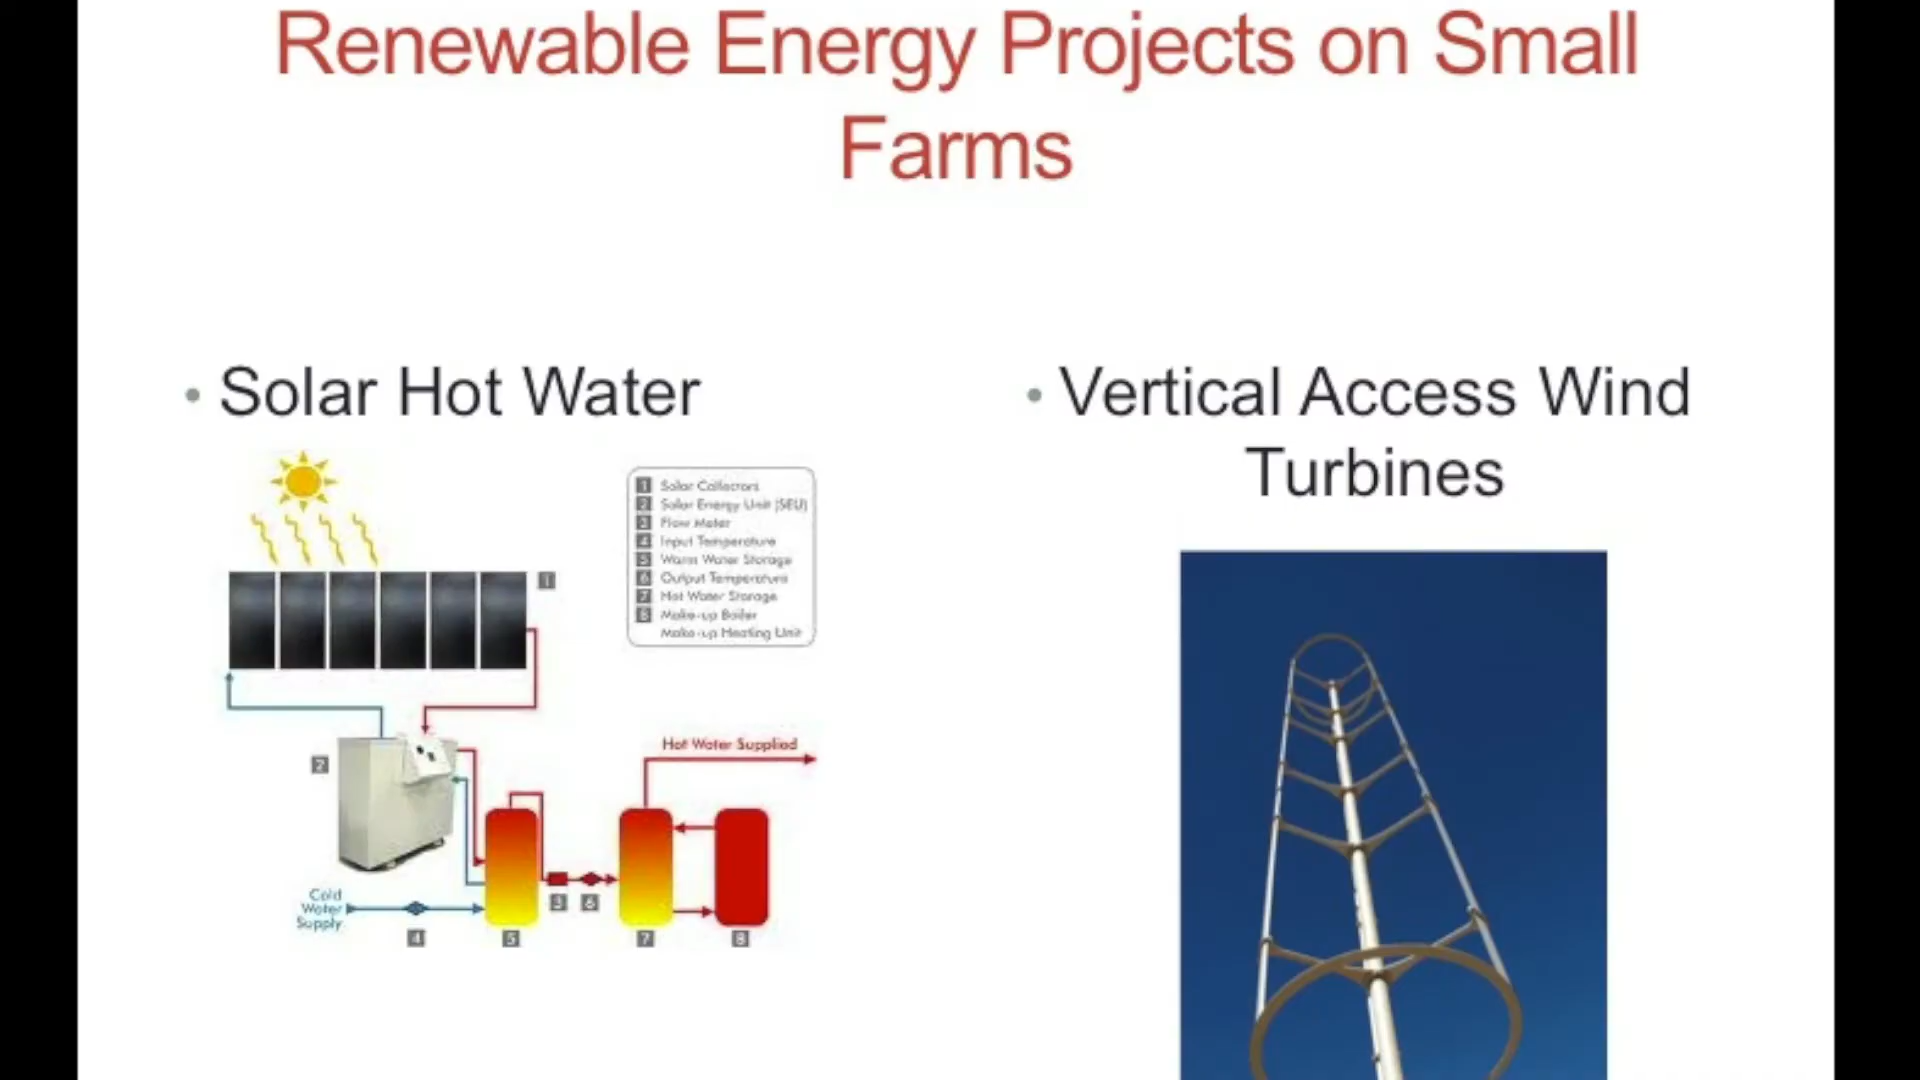 Renewable Energy Projects on Small
Farms
• Solar Hot Water
1 Solar Collectors
2 Solar Energy Unit (SEU)
3 Flow Meter
4 Input Temperature
5 Warm Water Storage
6 Output Temperature
7 Hot Water Storage
8 Make-up Boiler
Make-up Heating Unit
1
2
Hot Water Supplied
Cold
Water
Supply
3
6
4
5
7
8
• Vertical Access Wind
Turbines